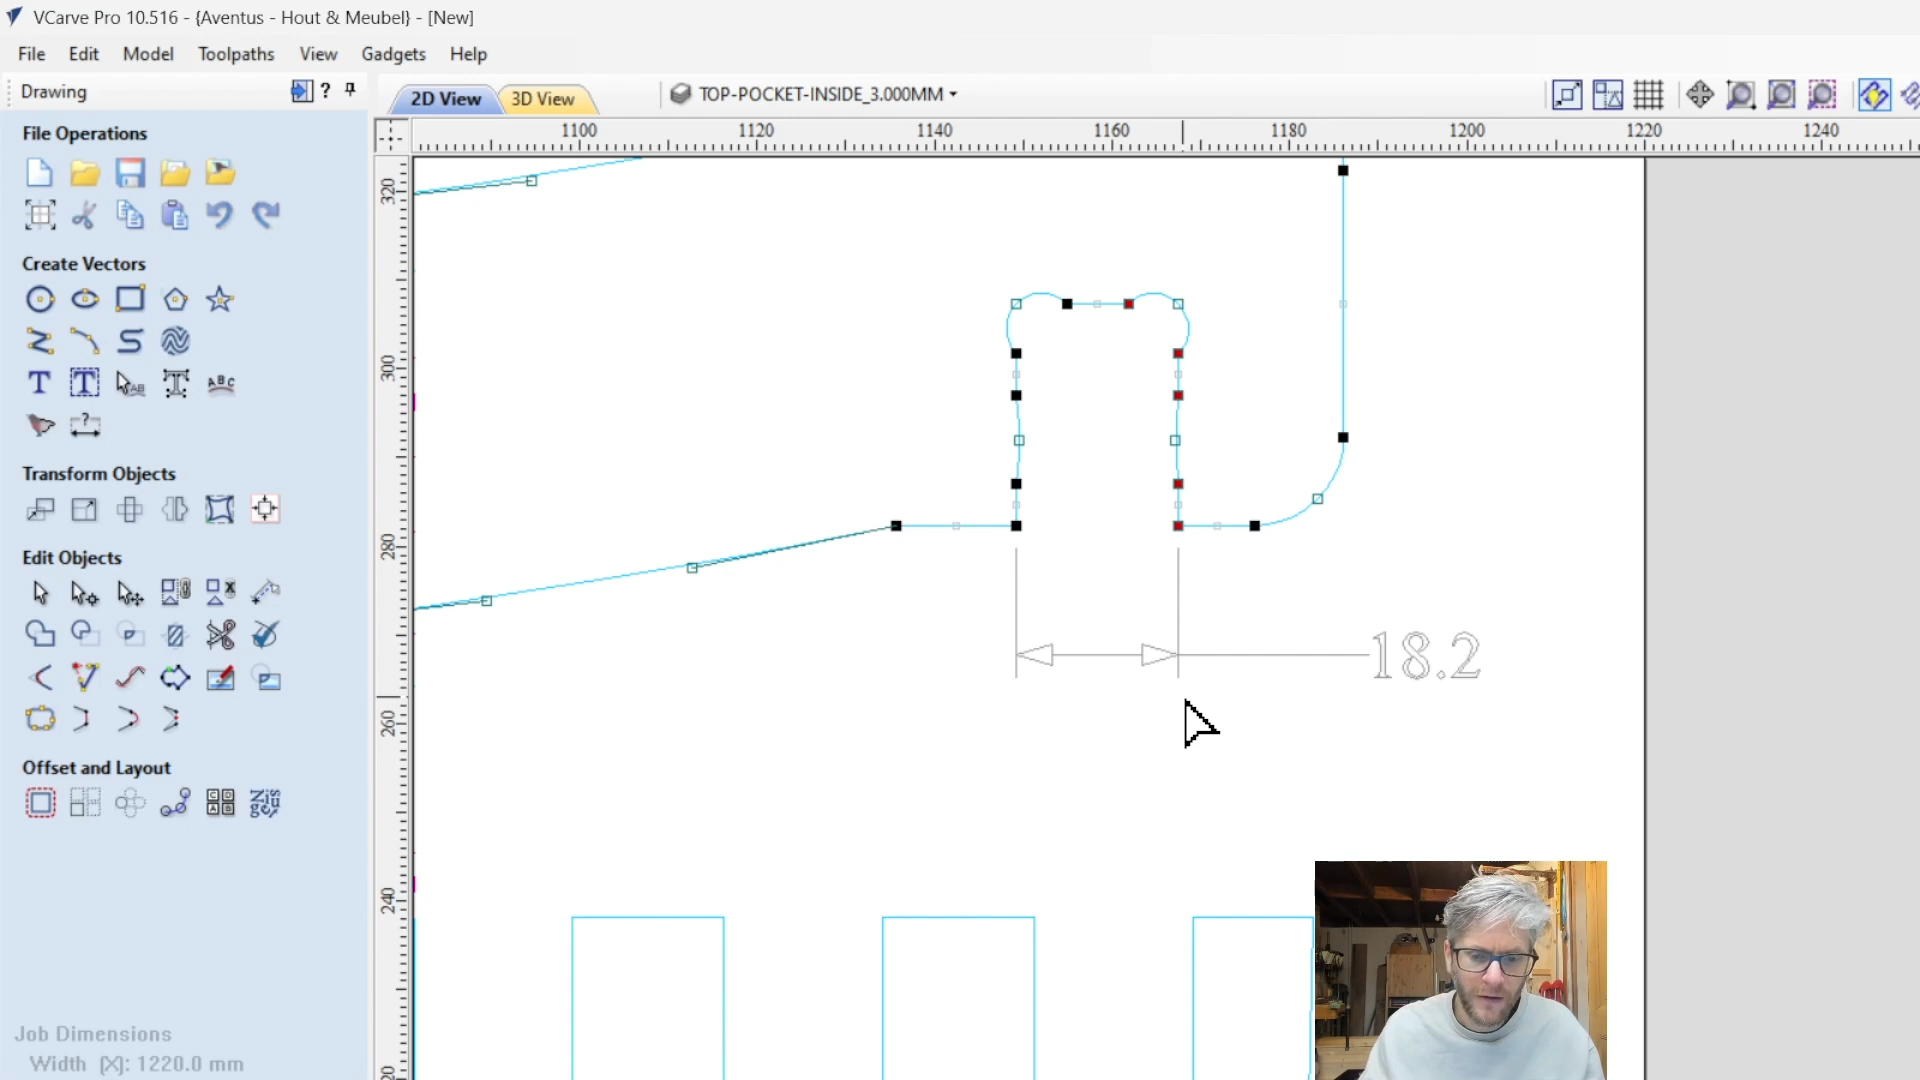 VCarve Pro 10.516 - {Aventus - Hout & Meubel} - [New]
File Edit Model Toolpaths View Gadgets Help
Drawing ?
2D View 3D View TOP-POCKET-INSIDE_3.000MM
1100 1120 1140 1160 1180 1200 1220 1240
File Operations
Create Vectors
T T T ABC
?
Transform Objects
Edit Objects
Offset and Layout
320
300
280
260
240
18.2
Job Dimensions
Width (X): 1220.0 mm